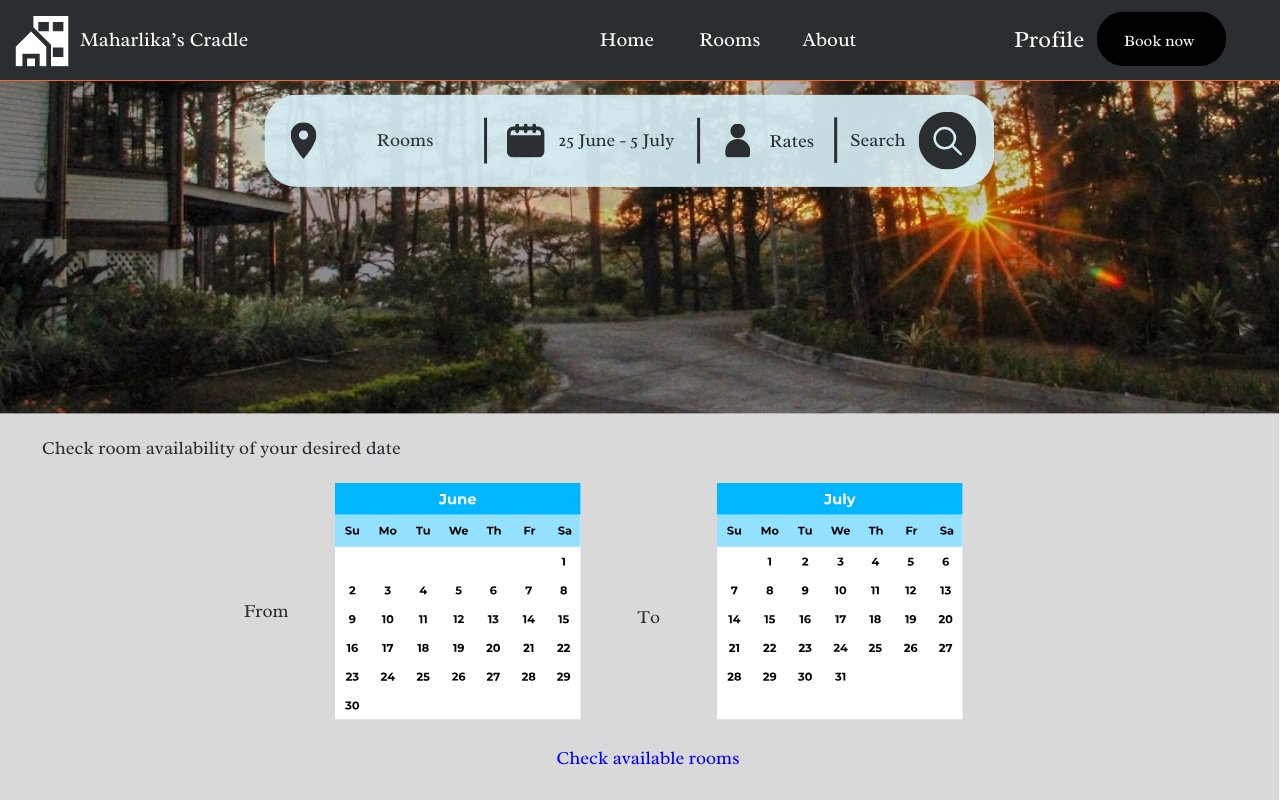 Maharlika's Cradle Home Rooms About Profile Book now
Rooms 25 June - 5 July Rates Search
Check room availability of your desired date
June
Su Mo Tu We Th Fr Sa
1
2 3 4 5 6 7 8
9 10 11 12 13 14 15
16 17 18 19 20 21 22
23 24 25 26 27 28 29
30
From
To
July
Su Mo Tu We Th Fr Sa
1 2 3 4 5 6
7 8 9 10 11 12 13
14 15 16 17 18 19 20
21 22 23 24 25 26 27
28 29 30 31
Check available rooms